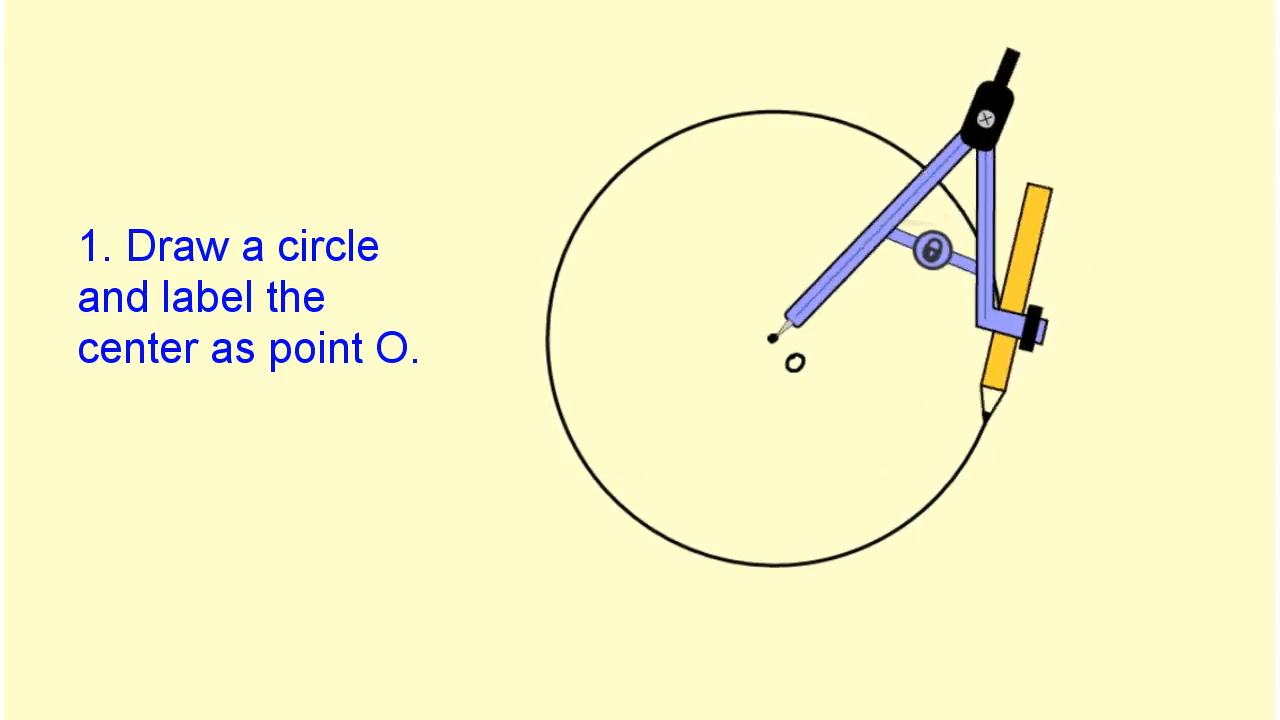 1. Draw a circle
and label the
center as point O.
O